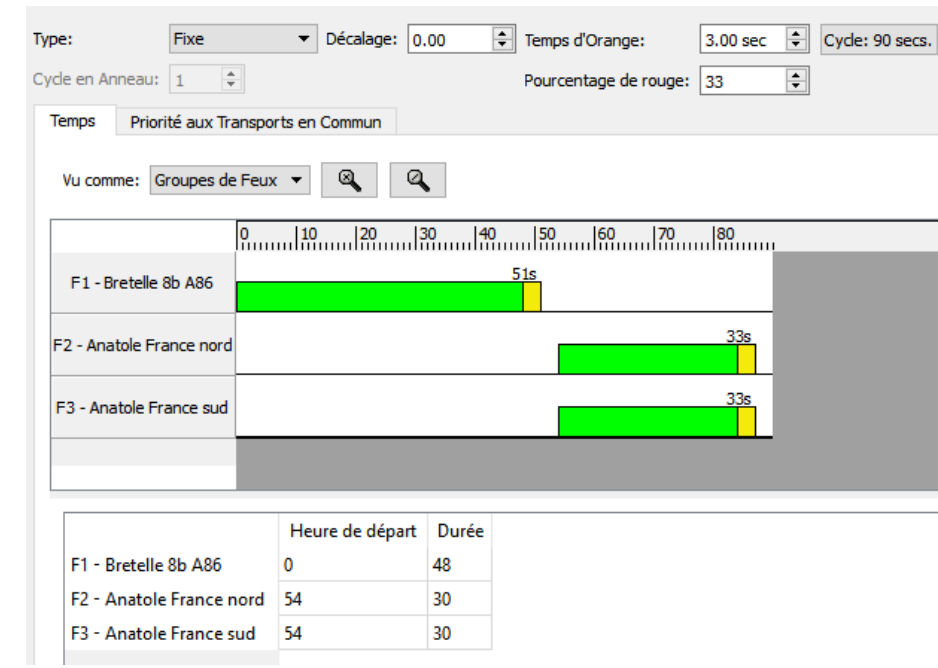 Type: Fixe Décalage: 0.00 Temps d'Orange: 3.00 sec Cycle: 90 secs.
Cycle en Anneau: 1 Pourcentage de rouge: 33
Temps Priorité aux Transports en Commun
Vu comme: Groupes de Feux
0 10 20 30 40 50 60 70 80
F1 - Bretelle 8b A86 51s
F2 - Anatole France nord 33s
F3 - Anatole France sud 33s
Heure de départ Durée
F1 - Bretelle 8b A86 0 48
F2 - Anatole France nord 54 30
F3 - Anatole France sud 54 30